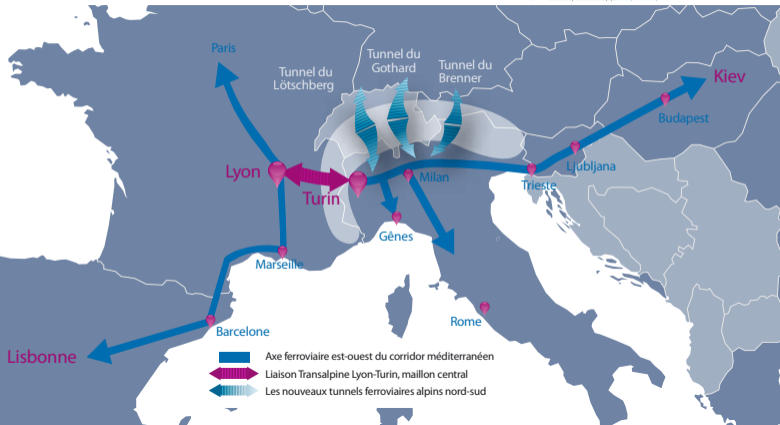 Paris
Tunnel du
Lötschberg
Tunnel du
Gothard
Tunnel du
Brenner
Kiev
Budapest
Ljubljana
Trieste
Lyon
Turin
Milan
Gênes
Marseille
Barcelone
Rome
Lisbonne
Axe ferroviaire est-ouest du corridor méditerranéen
Liaison Transalpine Lyon-Turin, maillon central
Les nouveaux tunnels ferroviaires alpins nord-sud